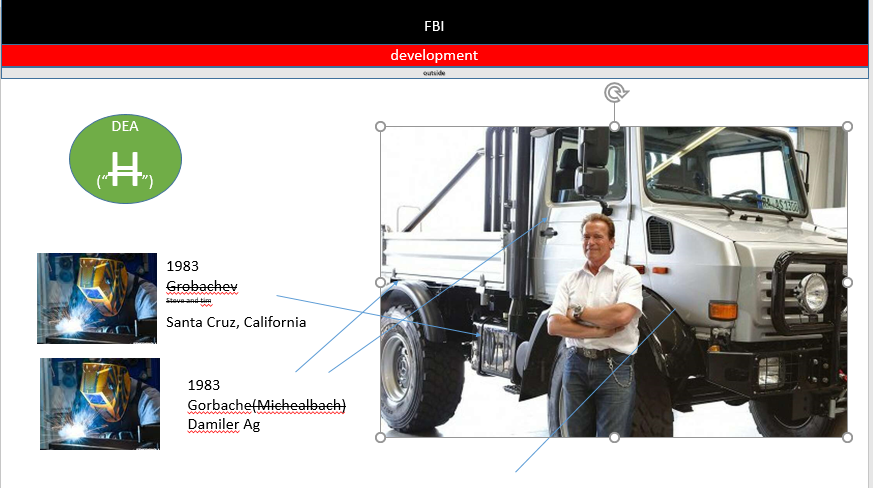 FBI
development
outside
DEA
(“H”)
1983
Grobachev
Steve and tim
Santa Cruz, California
1983
Gorbache(Michealbach)
Damiler Ag